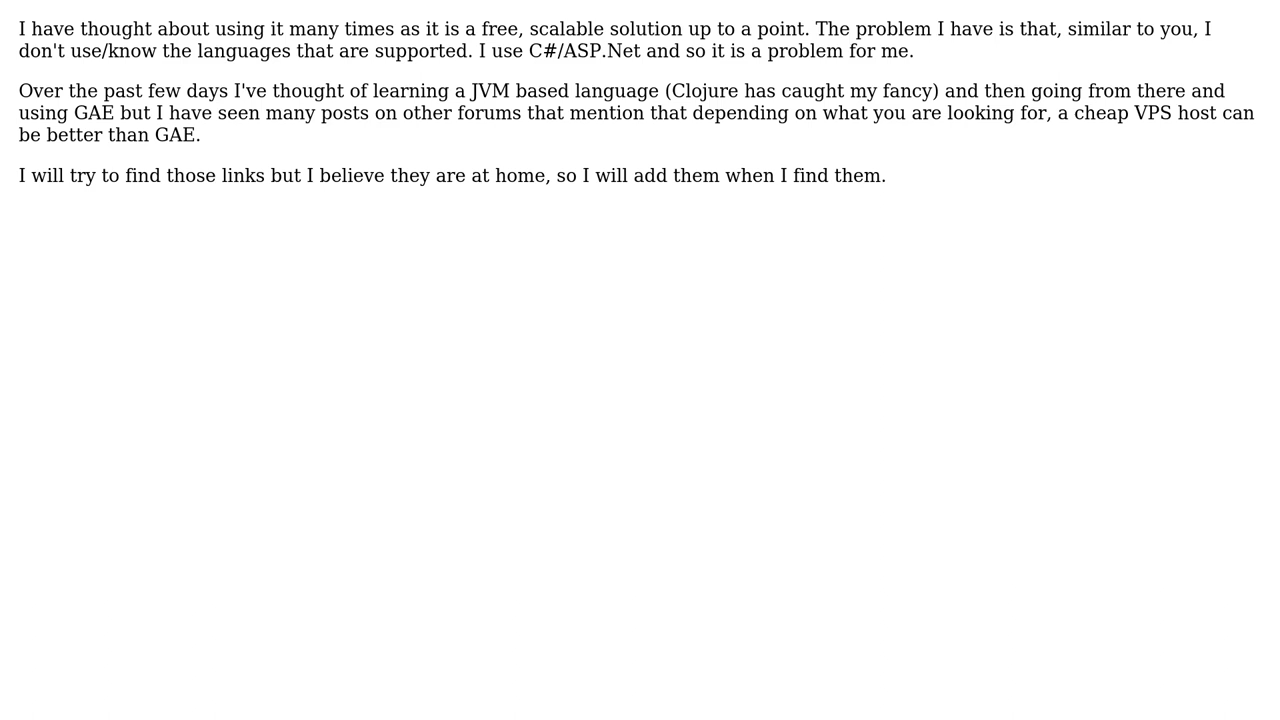 I have thought about using it many times as it is a free, scalable solution up to a point. The problem I have is that, similar to you, I
don't use/know the languages that are supported. I use C#/ASP.Net and so it is a problem for me.
Over the past few days I've thought of learning a JVM based language (Clojure has caught my fancy) and then going from there and
using GAE but I have seen many posts on other forums that mention that depending on what you are looking for, a cheap VPS host can
be better than GAE.
I will try to find those links but I believe they are at home, so I will add them when I find them.